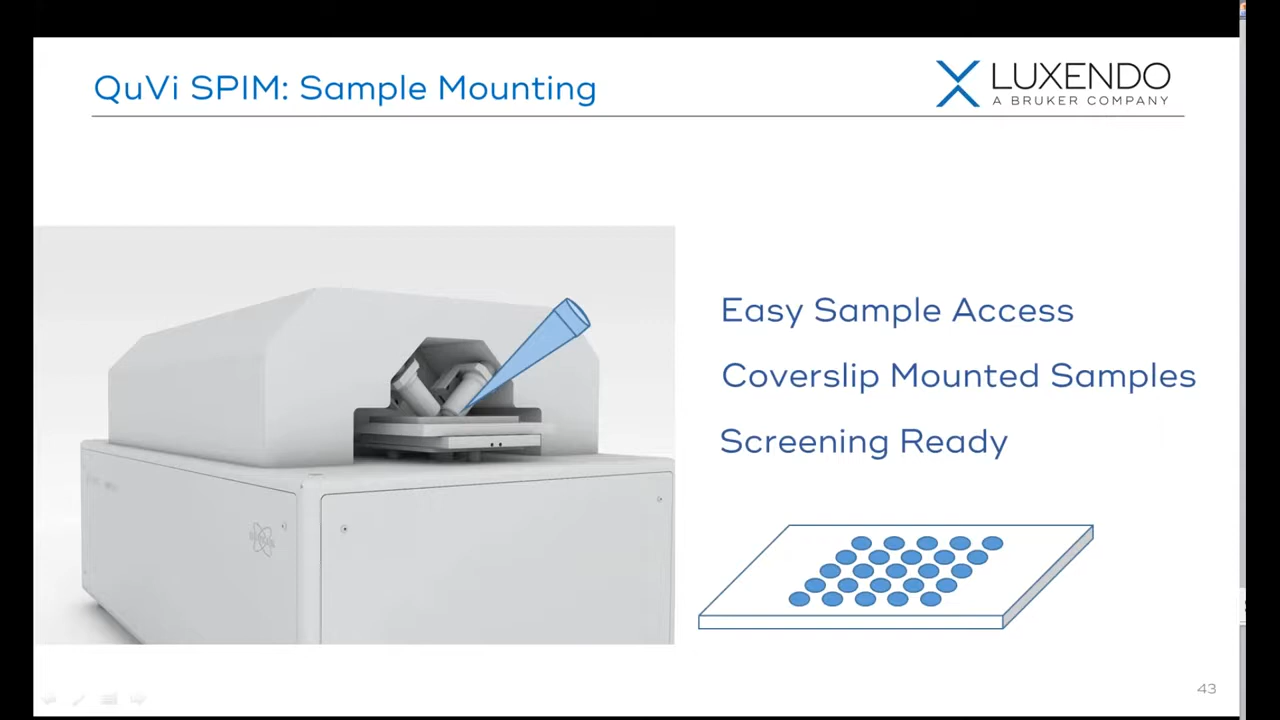 QuVi SPIM: Sample Mounting
LUXENDO
A BRUKER COMPANY
Easy Sample Access
Coverslip Mounted Samples
Screening Ready
43